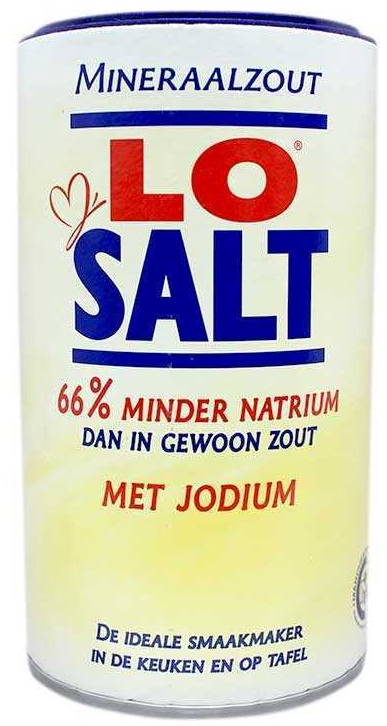 MINERAALZOUT
LO®
SALT
66% MINDER NATRIUM
DAN IN GEWOON ZOUT
MET JODIUM
DE IDEALE SMAAKMAKER
IN DE KEUKEN EN OP TAFEL